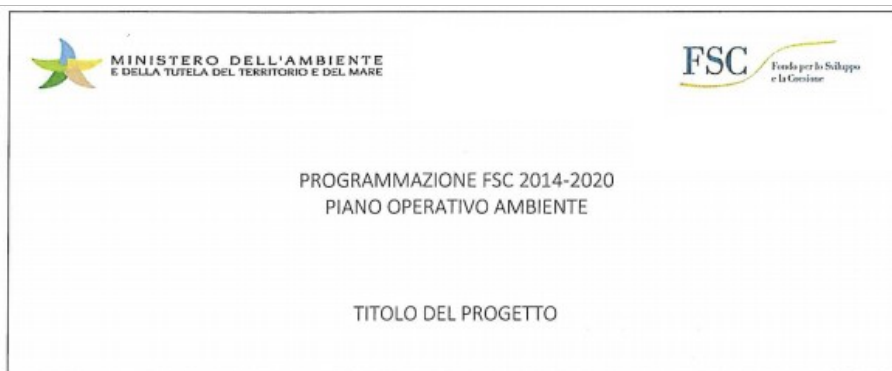 MINISTERO DELL'AMBIENTE
E DELLA TUTELA DEL TERRITORIO E DEL MARE
FSC
Fondo per lo Sviluppo
e la Coesione
PROGRAMMAZIONE FSC 2014-2020
PIANO OPERATIVO AMBIENTE
TITOLO DEL PROGETTO